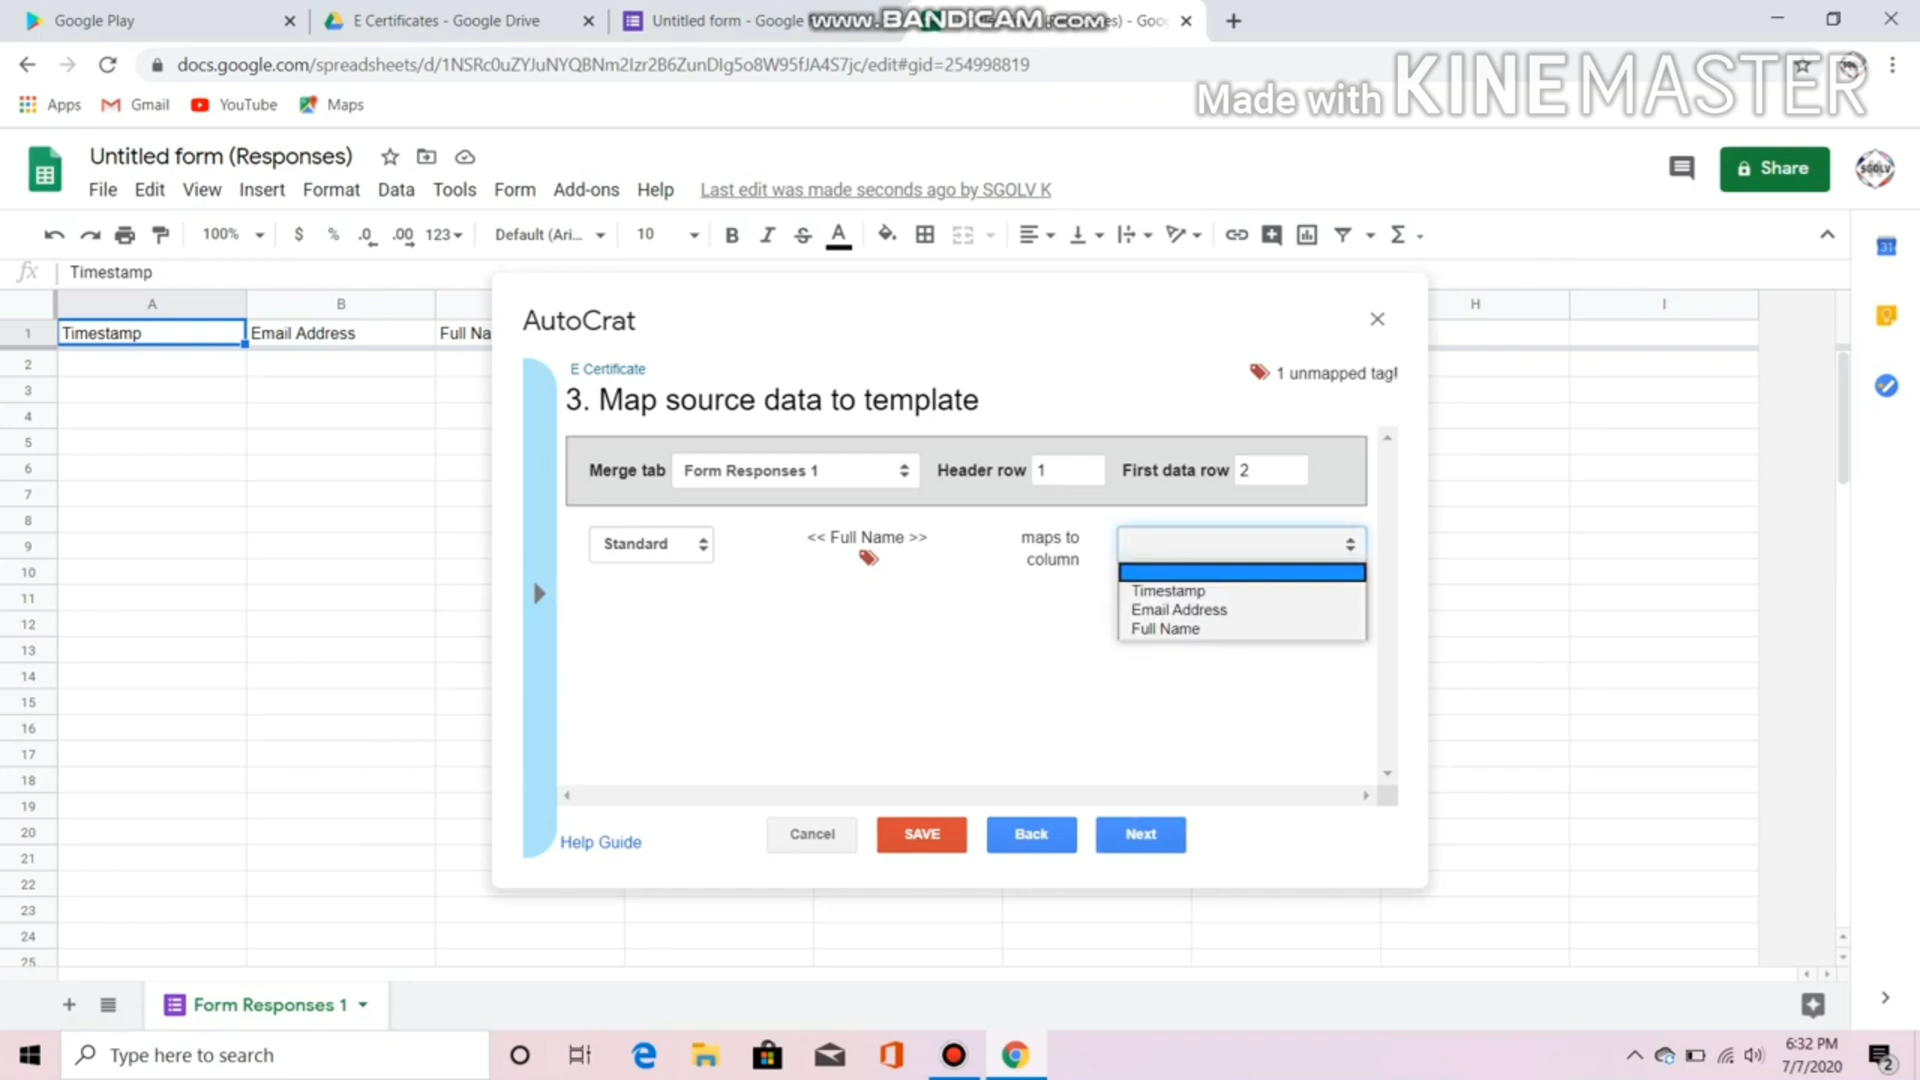 Google Play
E Certificates - Google Drive
Untitled form - Google
www.BANDICAM.com
docs.google.com/spreadsheets/d/1NSRc0uZYJuNYQBNm2Izr2B6ZunDIg5o8W95fJA4S7jc/edit#gid=254998819
Made with KINEMASTER
Apps
Gmail
YouTube
Maps
Untitled form (Responses)
Share
SGOLV
File Edit View Insert Format Data Tools Form Add-ons Help Last edit was made seconds ago by SGOLV K
100% $ % .0 .00 123 Default (Ari... 10 B I S A
fx Timestamp
A B H I
1 Timestamp Email Address Full Na
2
3
4
5
6
7
8
9
10
11
12
13
14
15
16
17
18
19
20
21
22
23
24
25
AutoCrat
E Certificate
1 unmapped tag!
3. Map source data to template
Merge tab Form Responses 1 Header row 1 First data row 2
Standard << Full Name >> maps to column
Timestamp
Email Address
Full Name
Help Guide
Cancel SAVE Back Next
Form Responses 1
31
Type here to search
6:32 PM
7/7/2020
2